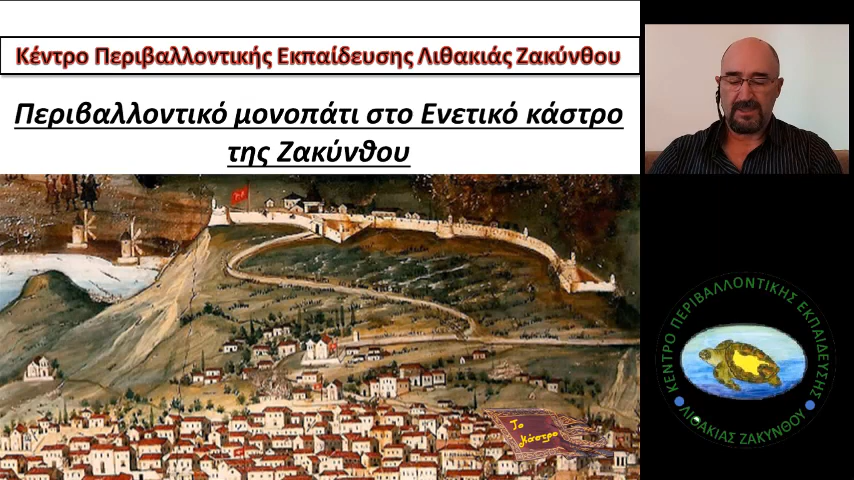 Κέντρο Περιβαλλοντικής Εκπαίδευσης Λιθακιάς Ζακύνθου
Περιβαλλοντικό μονοπάτι στο Ενετικό κάστρο
της Ζακύνθου
Το
Κάστρο
ΚΕΝΤΡΟ ΠΕΡΙΒΑΛΛΟΝΤΙΚΗΣ ΕΚΠΑΙΔΕΥΣΗΣ
ΛΙΘΑΚΙΑΣ ΖΑΚΥΝΘΟΥ